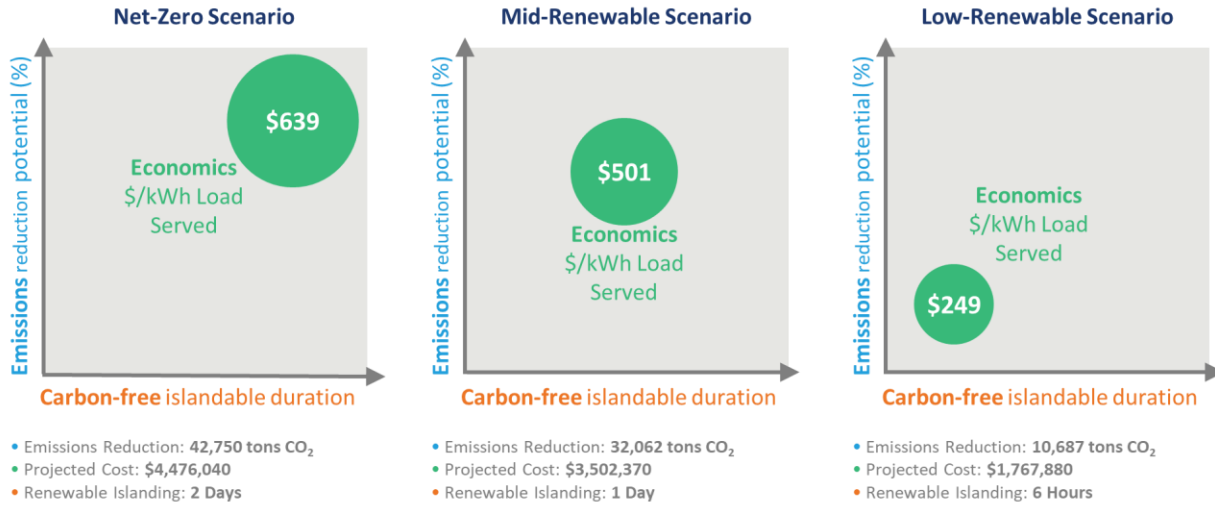 Net-Zero Scenario
Emissions reduction potential (%)
$639
Economics
$/kWh Load
Served
Carbon-free islandable duration
• Emissions Reduction: 42,750 tons CO₂
• Projected Cost: $4,476,040
• Renewable Islanding: 2 Days
Mid-Renewable Scenario
Emissions reduction potential (%)
$501
Economics
$/kWh Load
Served
Carbon-free islandable duration
• Emissions Reduction: 32,062 tons CO₂
• Projected Cost: $3,502,370
• Renewable Islanding: 1 Day
Low-Renewable Scenario
Emissions reduction potential (%)
Economics
$/kWh Load
Served
$249
Carbon-free islandable duration
• Emissions Reduction: 10,687 tons CO₂
• Projected Cost: $1,767,880
• Renewable Islanding: 6 Hours